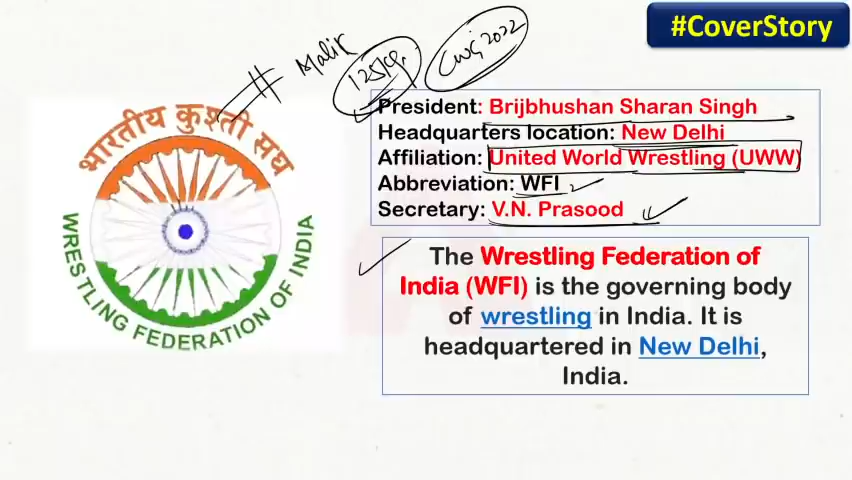 #CoverStory
# Malik
125kg
CWG 2022
भारतीय कुश्ती संघ
WRESTLING FEDERATION OF INDIA
President: Brijbhushan Sharan Singh
Headquarters location: New Delhi
Affiliation: United World Wrestling (UWW)
Abbreviation: WFI
Secretary: V.N. Prasood
The Wrestling Federation of
India (WFI) is the governing body
of wrestling in India. It is
headquartered in New Delhi,
India.